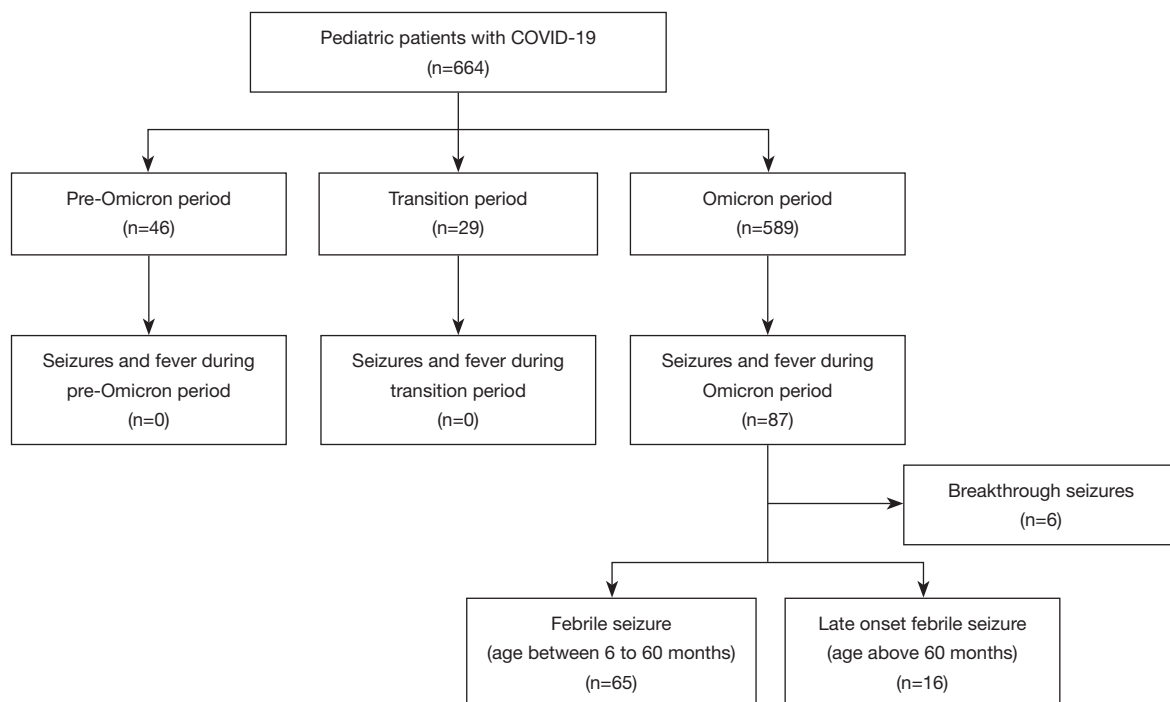 Pediatric patients with COVID-19
(n=664)
Pre-Omicron period
(n=46)
Transition period
(n=29)
Omicron period
(n=589)
Seizures and fever during
pre-Omicron period
(n=0)
Seizures and fever during
transition period
(n=0)
Seizures and fever during
Omicron period
(n=87)
Breakthrough seizures
(n=6)
Febrile seizure
(age between 6 to 60 months)
(n=65)
Late onset febrile seizure
(age above 60 months)
(n=16)